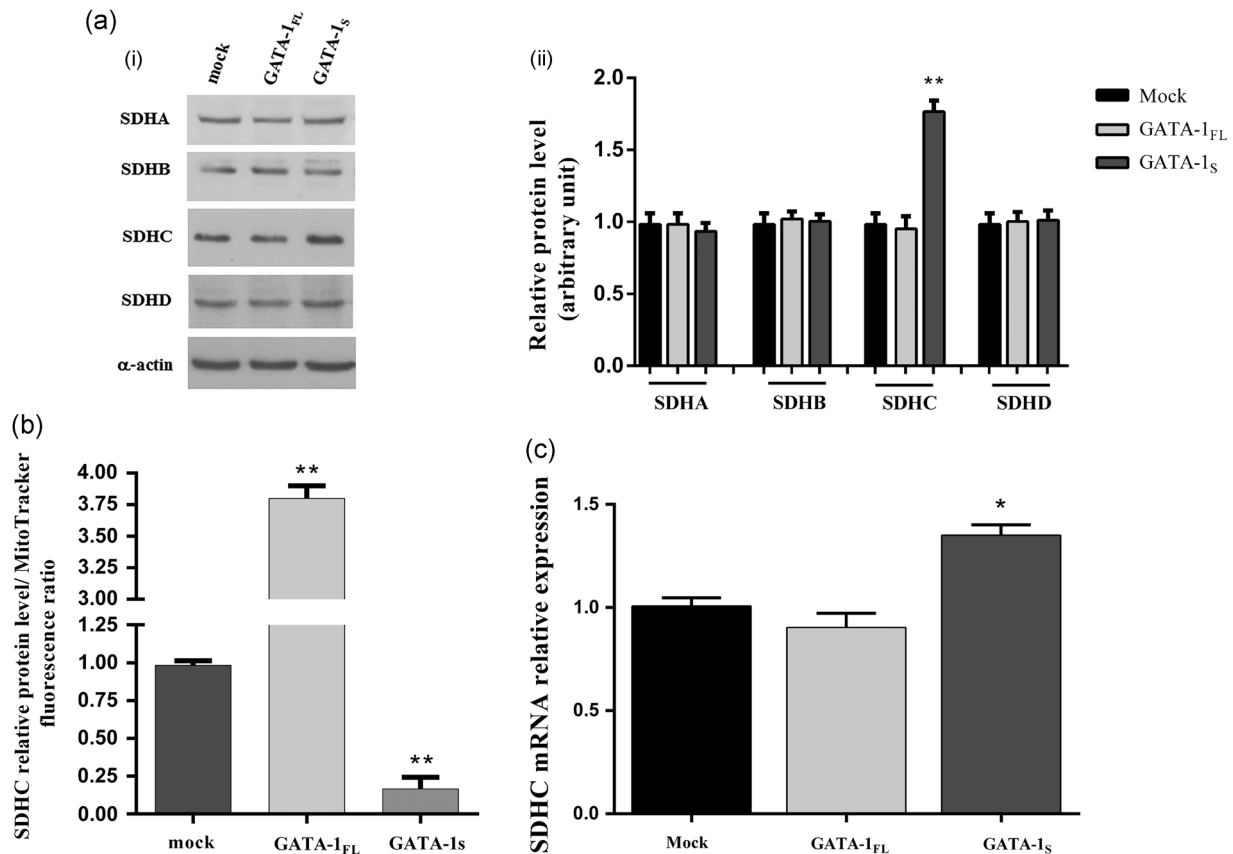 (a)
(i)
mock
GATA-1FL
GATA-1S
SDHA
SDHB
SDHC
SDHD
α-actin
(ii)
Relative protein level
(arbitrary unit)
2.0
1.5
1.0
0.5
0.0
**
SDHA
SDHB
SDHC
SDHD
Mock
GATA-1FL
GATA-1S
(b)
SDHC relative protein level/ MitoTracker
fluorescence ratio
4.00
3.75
3.50
3.25
3.00
1.25
1.00
0.75
0.50
0.25
0.00
**
**
mock
GATA-1FL
GATA-1s
(c)
SDHC mRNA relative expression
1.5
1.0
0.5
0.0
*
Mock
GATA-1FL
GATA-1S